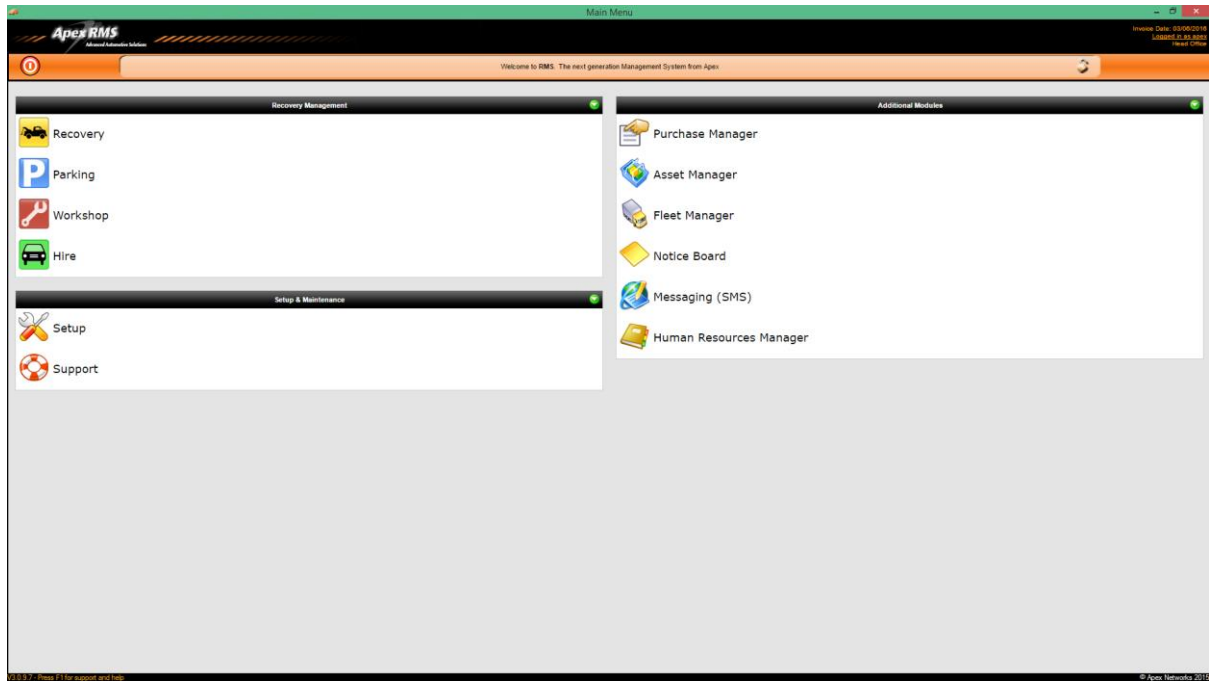 Main Menu
Apex RMS
Advanced Automotive Solutions
Invoice Date: 03/06/2016
Logged in as apex
Head Office
Welcome to RMS. The next generation Management System from Apex
Recovery Management
Recovery
P
Parking
Workshop
Hire
Setup & Maintenance
Setup
Support
Additional Modules
Purchase Manager
Asset Manager
Fleet Manager
Notice Board
Messaging (SMS)
Human Resources Manager
V3.0.9.7 - Press F1 for support and help
© Apex Networks 2015